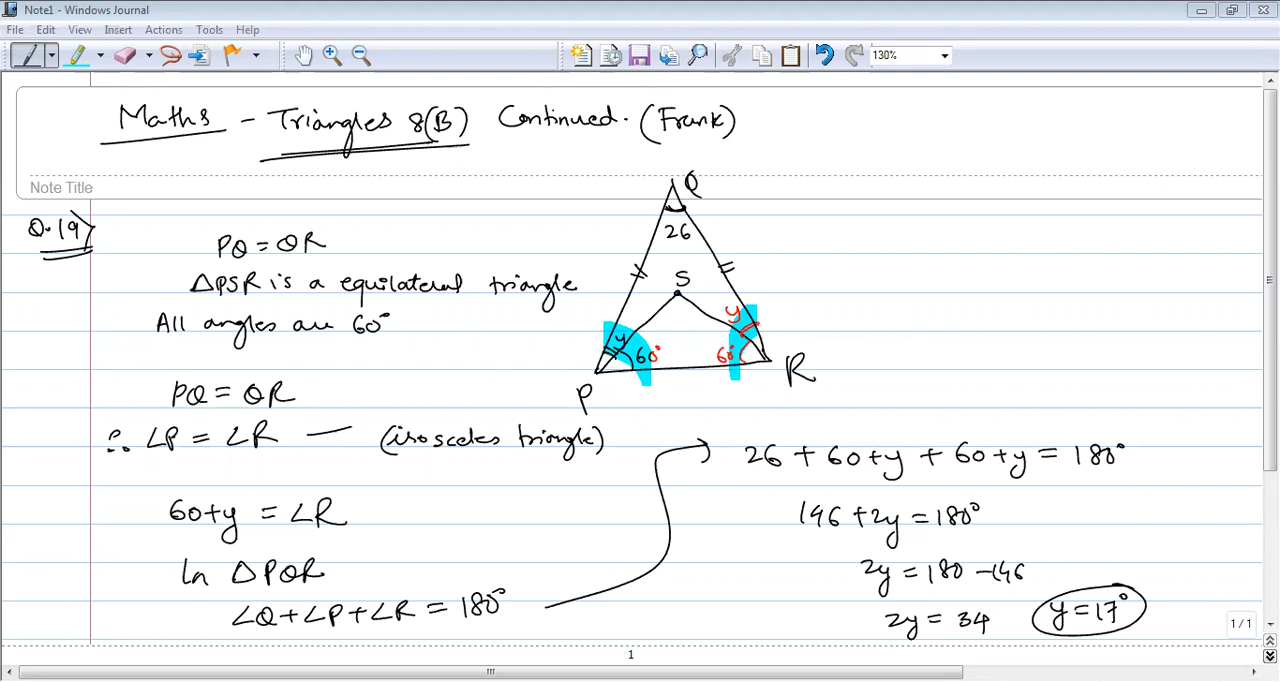 Note1 - Windows Journal
File Edit View Insert Actions Tools Help
130%
Maths - Triangles 8(B) Continued. (Frank)
Note Title
Q.19)
PQ = QR
△PSR is a equilateral triangle
All angles are 60°
PQ = QR
∴ ∠P = ∠R — (isosceles triangle)
60+y = ∠R
In △PQR
∠Q+∠P+∠R = 180°
Q
26
S
y
y
60°
60°
P
R
26 + 60+y + 60+y = 180°
146 +2y = 180°
2y = 180 -146
2y = 34
y = 17°
1 / 1
1